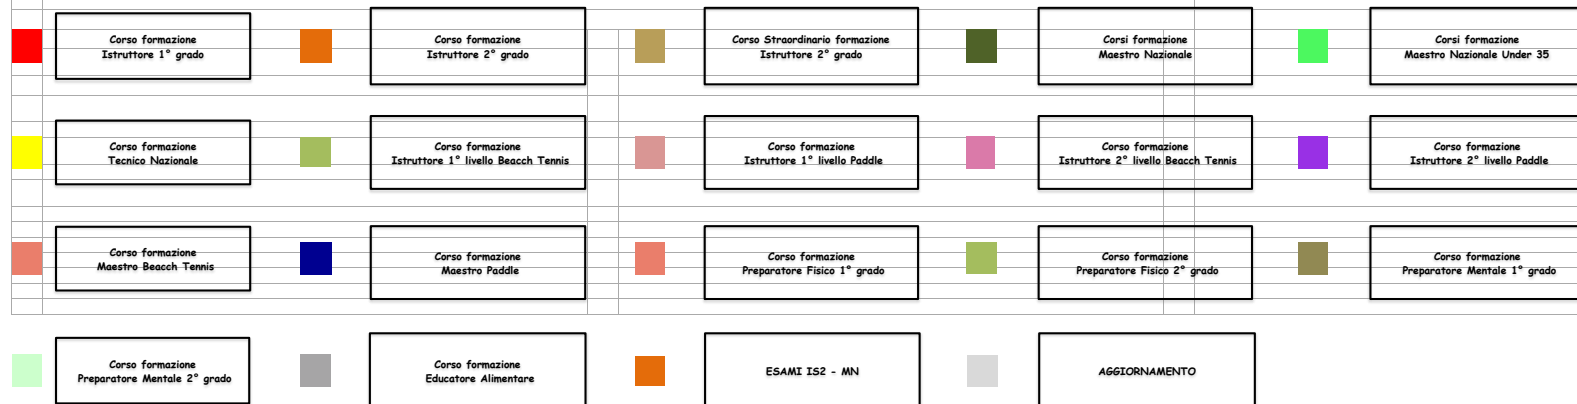 Corso formazione
Istruttore 1° grado
Corso formazione
Istruttore 2° grado
Corso Straordinario formazione
Istruttore 2° grado
Corsi formazione
Maestro Nazionale
Corsi formazione
Maestro Nazionale Under 35
Corso formazione
Tecnico Nazionale
Corso formazione
Istruttore 1° livello Beacch Tennis
Corso formazione
Istruttore 1° livello Paddle
Corso formazione
Istruttore 2° livello Beacch Tennis
Corso formazione
Istruttore 2° livello Paddle
Corso formazione
Maestro Beacch Tennis
Corso formazione
Maestro Paddle
Corso formazione
Preparatore Fisico 1° grado
Corso formazione
Preparatore Fisico 2° grado
Corso formazione
Preparatore Mentale 1° grado
Corso formazione
Preparatore Mentale 2° grado
Corso formazione
Educatore Alimentare
ESAMI IS2 - MN
AGGIORNAMENTO